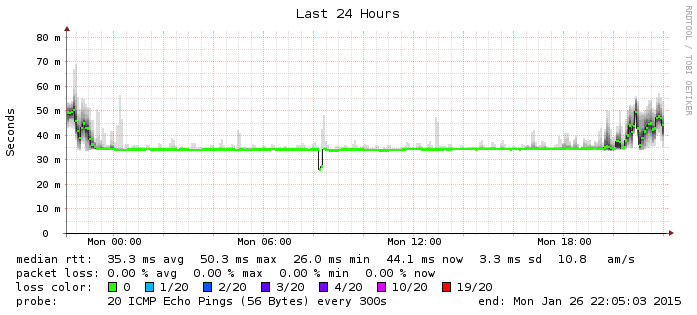 Last 24 Hours
RRDTOOL / TOBI OETIKER
Seconds
80 m
70 m
60 m
50 m
40 m
30 m
20 m
10 m
0
Mon 00:00 Mon 06:00 Mon 12:00 Mon 18:00
median rtt: 35.3 ms avg 50.3 ms max 26.0 ms min 44.1 ms now 3.3 ms sd 10.8 am/s
packet loss: 0.00 % avg 0.00 % max 0.00 % min 0.00 % now
loss color: 0 1/20 2/20 3/20 4/20 10/20 19/20
probe: 20 ICMP Echo Pings (56 Bytes) every 300s end: Mon Jan 26 22:05:03 2015